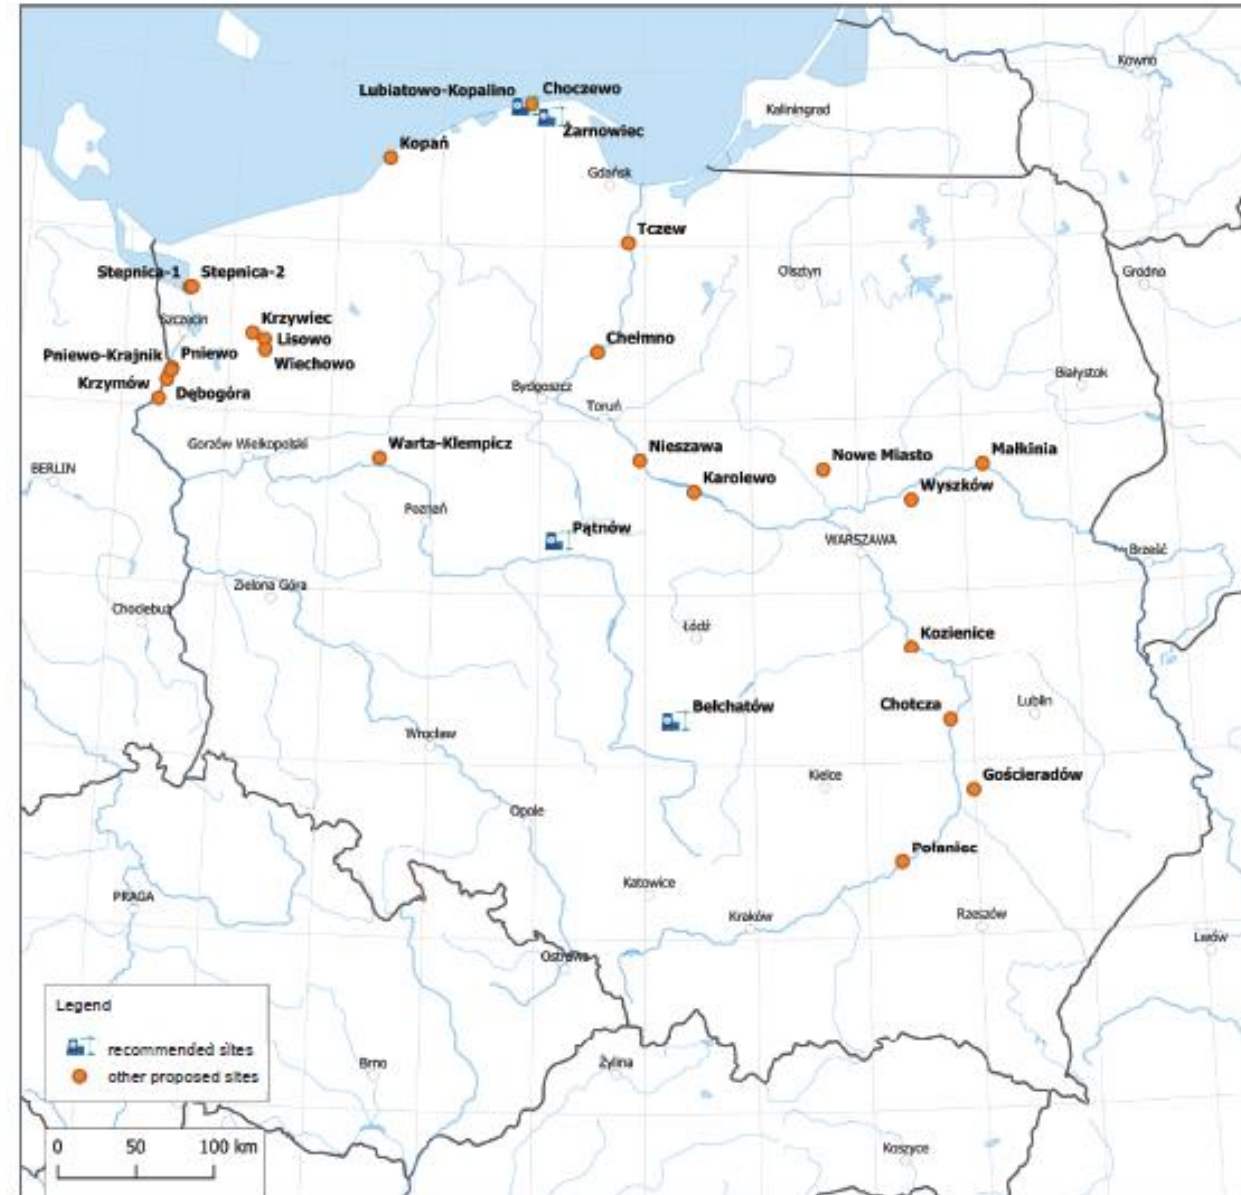 Kowno
Lubiatowo-Kopalino
Choczewo
Kaliningrad
Żarnowiec
Kopań
Gdańsk
Tczew
Stepnica-1
Stepnica-2
Olsztyn
Grodno
Szczecin
Krzywiec
Lisowo
Chełmno
Pniewo-Krajnik
Pniewo
Wiechowo
Białystok
Krzymów
Dębogóra
Bydgoszcz
Toruń
Gorzów Wielkopolski
Warta-Klempicz
Nieszawa
Nowe Miasto
Małkinia
BERLIN
Karolewo
Wyszków
Poznań
Pątnów
WARSZAWA
Brześć
Zielona Góra
Chociebuż
Łódź
Kozienice
Bełchatów
Chotcza
Lublin
Wrocław
Kielce
Gościeradów
Opole
Połaniec
Katowice
PRAGA
Kraków
Rzeszów
Lwów
Ostrawa
Legend
recommended sites
other proposed sites
Brno
Żylina
0 50 100 km
Koszyce